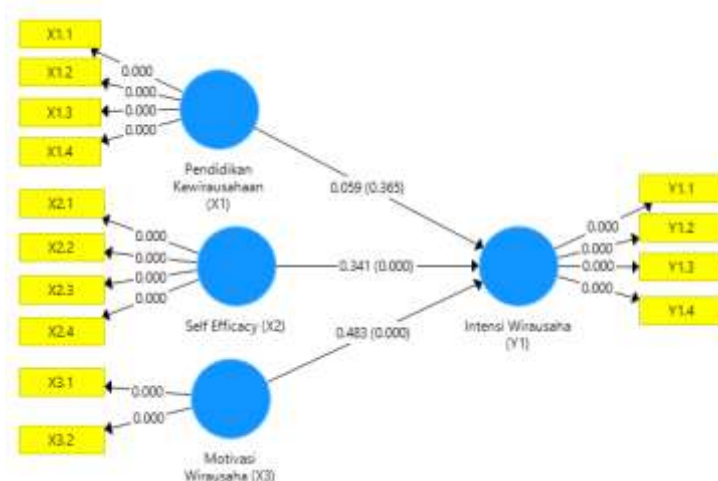 X1.1
X1.2
X1.3
X1.4
0.000
0.000
0.000
0.000
Pendidikan
Kewirausahaan
(X1)
0.059 (0.365)
X2.1
X2.2
X2.3
X2.4
0.000
0.000
0.000
0.000
Self Efficacy (X2)
0.341 (0.000)
X3.1
X3.2
0.000
0.000
Motivasi
Wirausaha (X3)
0.483 (0.000)
Intensi Wirausaha
(Y1)
0.000
0.000
0.000
0.000
Y1.1
Y1.2
Y1.3
Y1.4